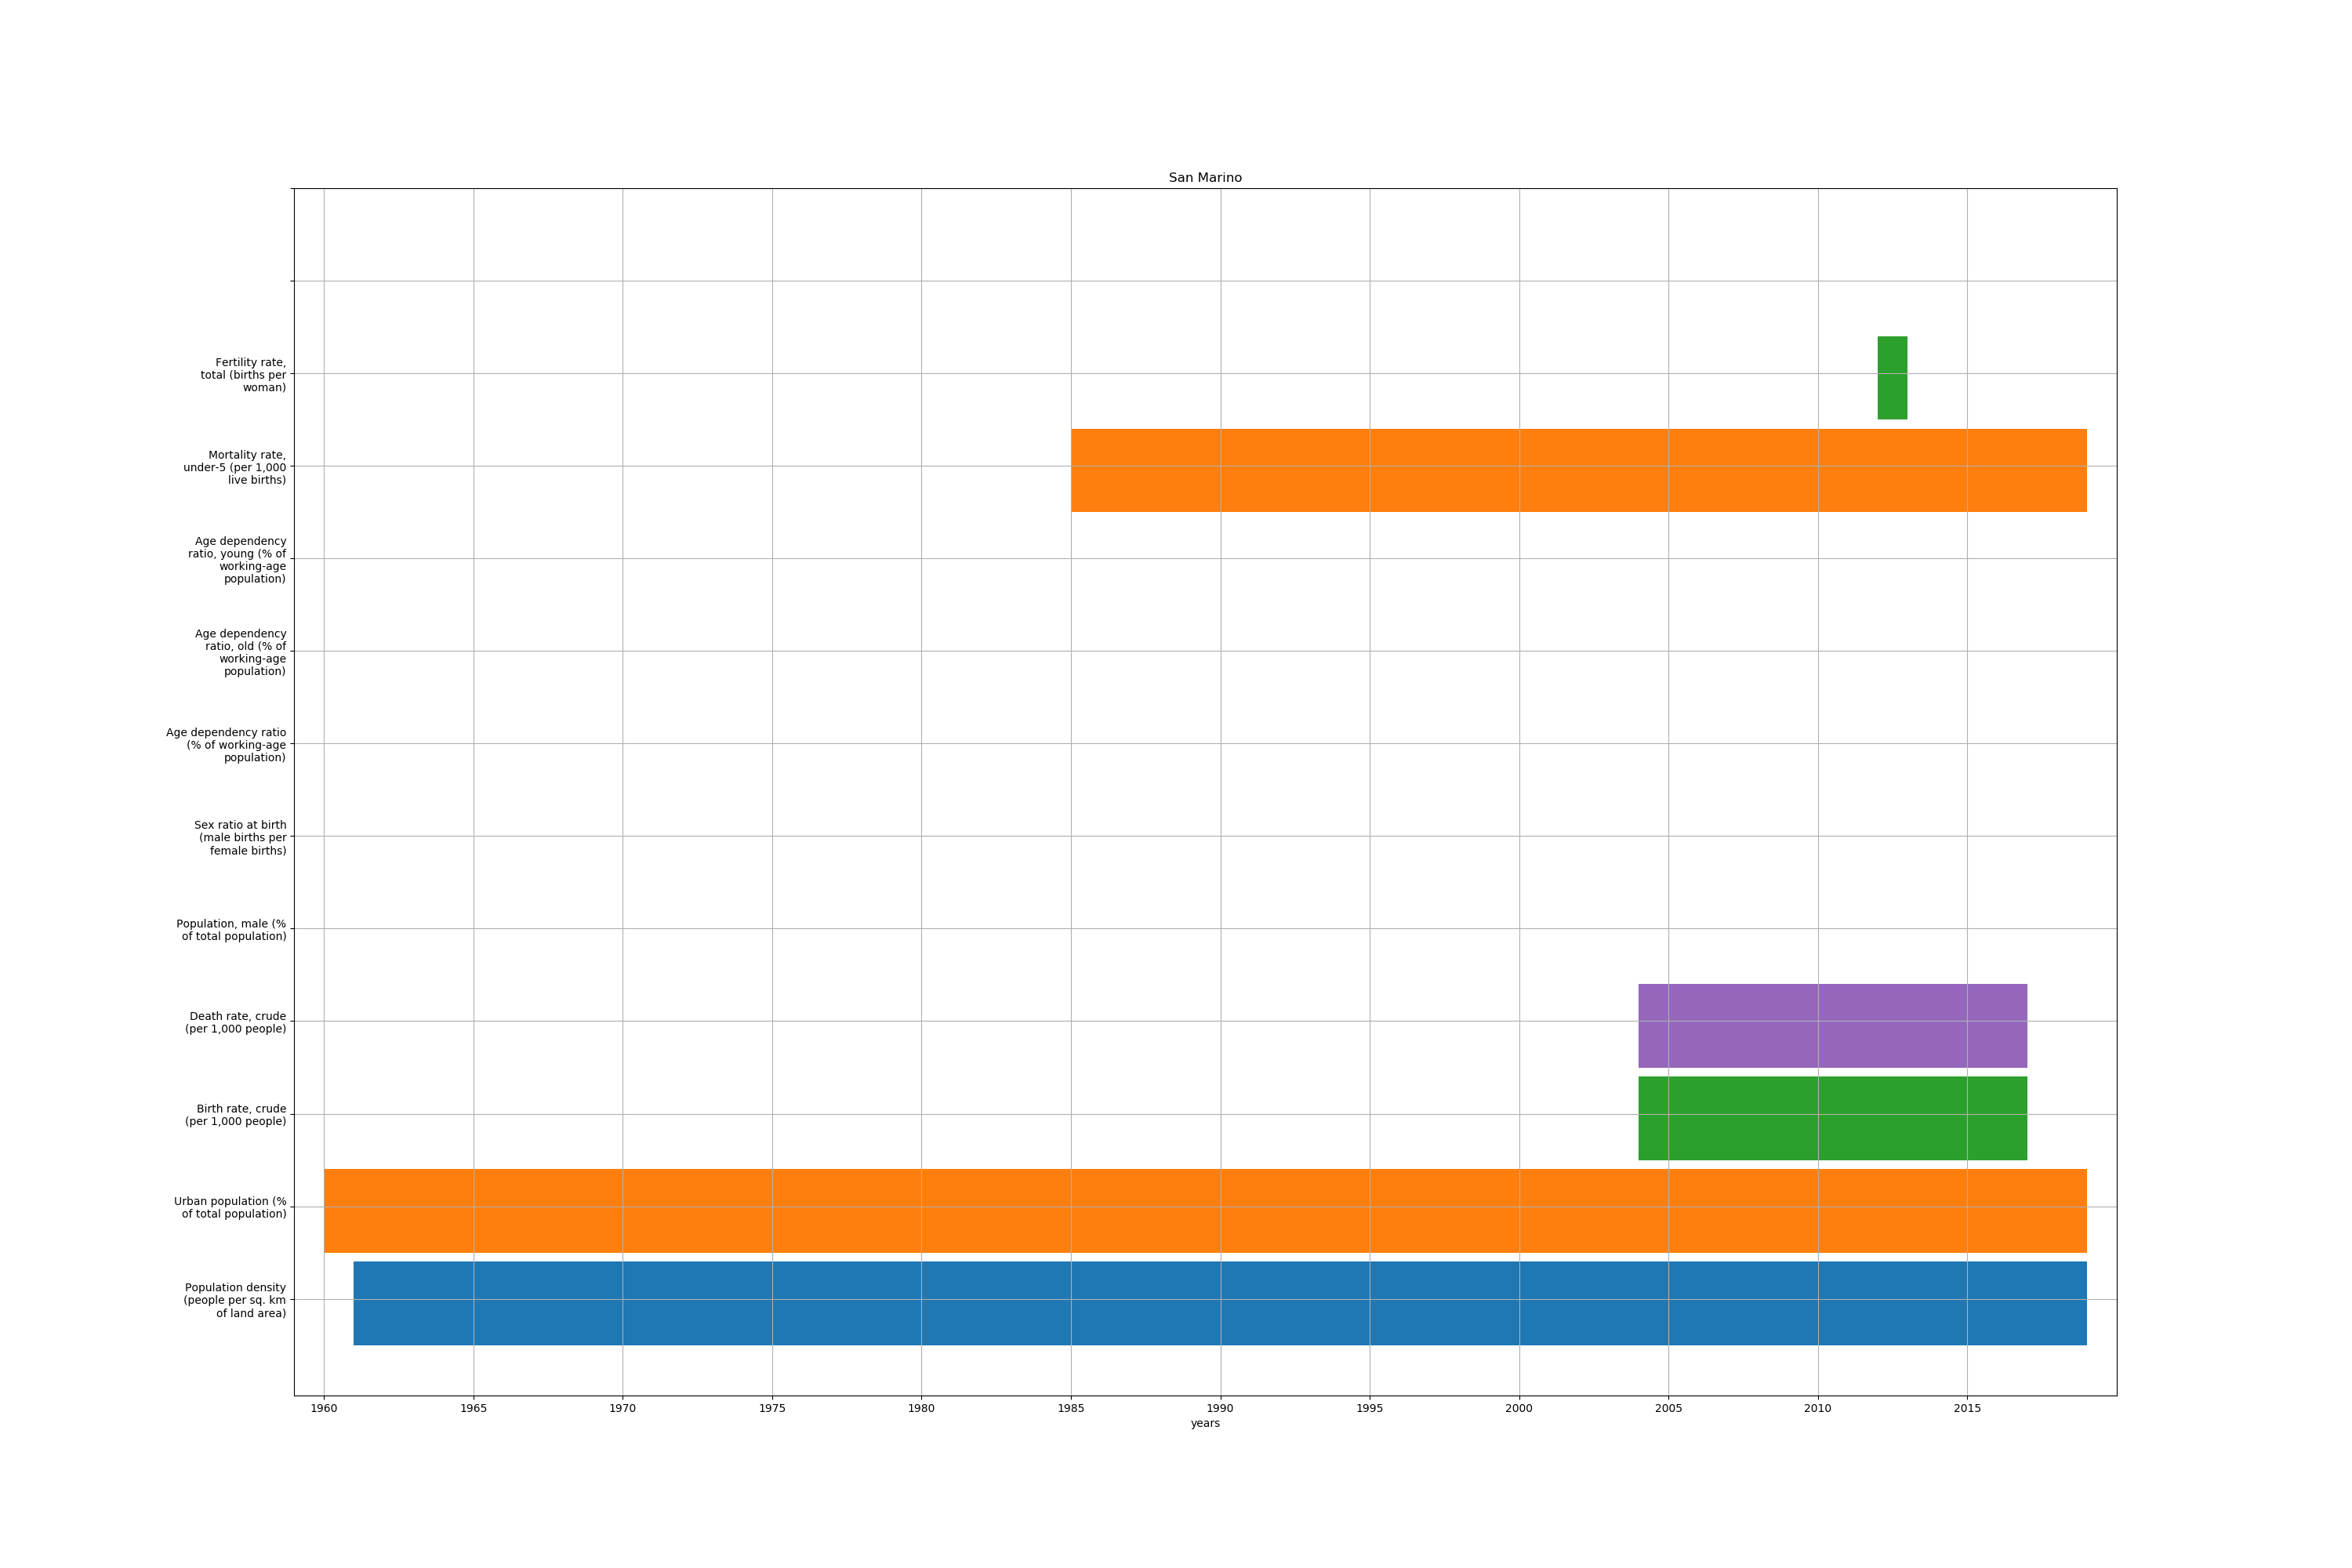 San Marino
Fertility rate,
total (births per
woman)
Mortality rate,
under-5 (per 1,000
live births)
Age dependency
ratio, young (% of
working-age
population)
Age dependency
ratio, old (% of
working-age
population)
Age dependency ratio
(% of working-age
population)
Sex ratio at birth
(male births per
female births)
Population, male (%
of total population)
Death rate, crude
(per 1,000 people)
Birth rate, crude
(per 1,000 people)
Urban population (%
of total population)
Population density
(people per sq. km
of land area)
1960 1965 1970 1975 1980 1985 1990 1995 2000 2005 2010 2015
years